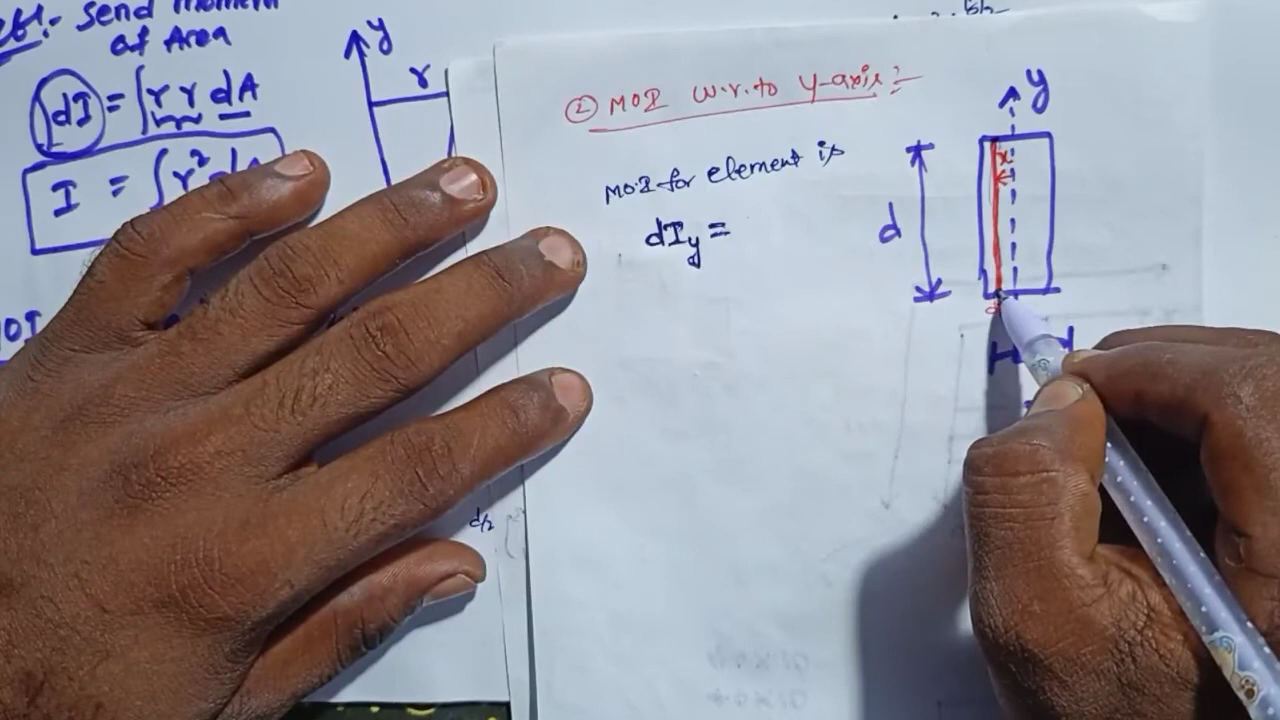 Send Moment
of Area
dI = ∫ r r dA
I = ∫ r²
y
r
② MOI w.r.to y-axis :-
MOI for element is
dIy =
y
x
d
d/2